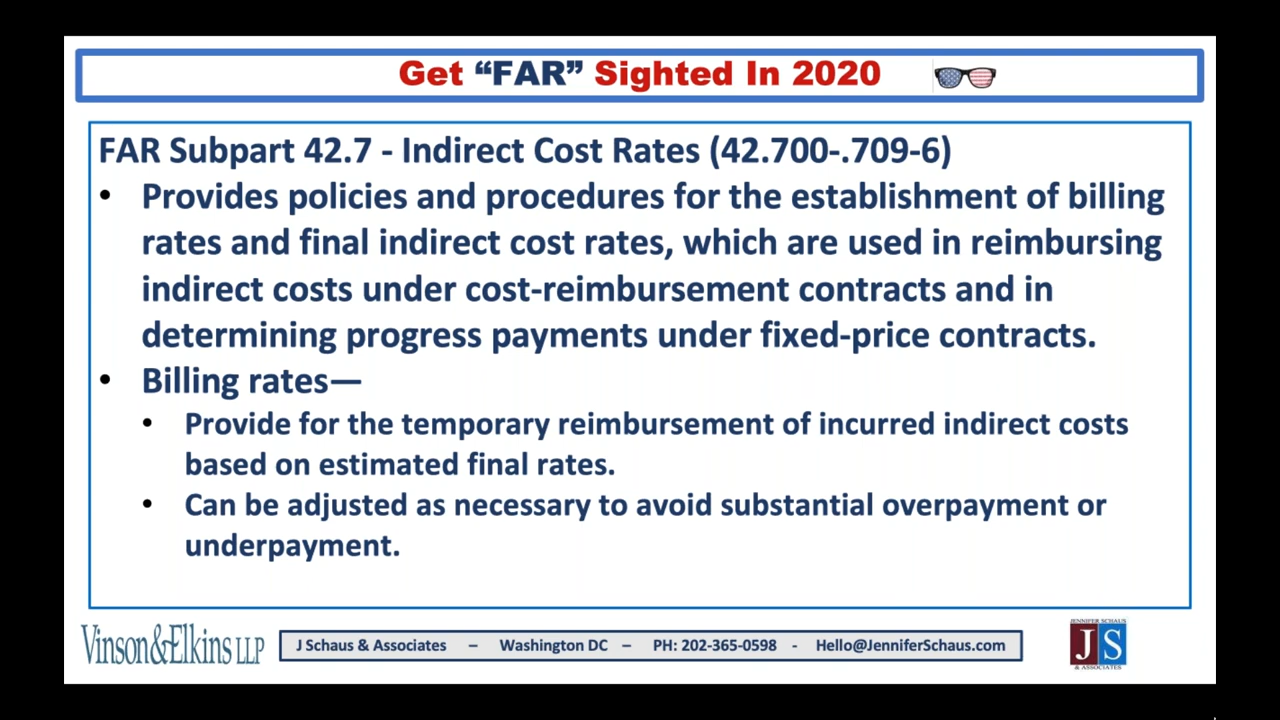 Get “FAR” Sighted In 2020
FAR Subpart 42.7 - Indirect Cost Rates (42.700-.709-6)
• Provides policies and procedures for the establishment of billing
rates and final indirect cost rates, which are used in reimbursing
indirect costs under cost-reimbursement contracts and in
determining progress payments under fixed-price contracts.
• Billing rates—
• Provide for the temporary reimbursement of incurred indirect costs
based on estimated final rates.
• Can be adjusted as necessary to avoid substantial overpayment or
underpayment.
Vinson&Elkins LLP
J Schaus & Associates – Washington DC – PH: 202-365-0598 - Hello@JenniferSchaus.com
JENNIFER SCHAUS
JS
& ASSOCIATES